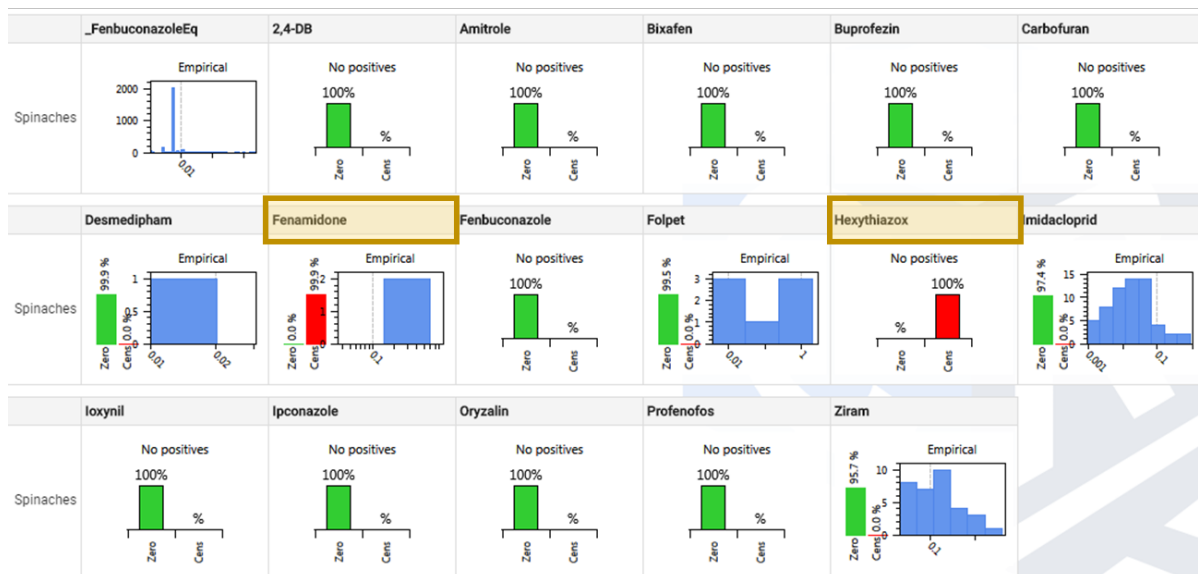 _FenbuconazoleEq 2,4-DB Amitrole Bixafen Buprofezin Carbofuran
Spinaches
Empirical
2000
1000
0
0.01
No positives
100%
%
Zero
Cens
No positives
100%
%
Zero
Cens
No positives
100%
%
Zero
Cens
No positives
100%
%
Zero
Cens
No positives
100%
%
Zero
Cens
Desmedipham Fenamidone Fenbuconazole Folpet Hexythiazox Imidacloprid
Spinaches
99.9 %
0.0 %
Zero
Cens
Empirical
1
0.5
0
0.01
0.02
0.0 %
99.9 %
Zero
Cens
Empirical
2
1
0
0.1
No positives
100%
%
Zero
Cens
99.5 %
0.0 %
Zero
Cens
Empirical
3
2
1
0
0.01
1
No positives
%
100%
Zero
Cens
97.4 %
0.0 %
Zero
Cens
Empirical
15
10
5
0
0.001
0.1
Ioxynil Ipconazole Oryzalin Profenofos Ziram
Spinaches
No positives
100%
%
Zero
Cens
No positives
100%
%
Zero
Cens
No positives
100%
%
Zero
Cens
No positives
100%
%
Zero
Cens
95.7 %
0.0 %
Zero
Cens
Empirical
10
5
0
0.1